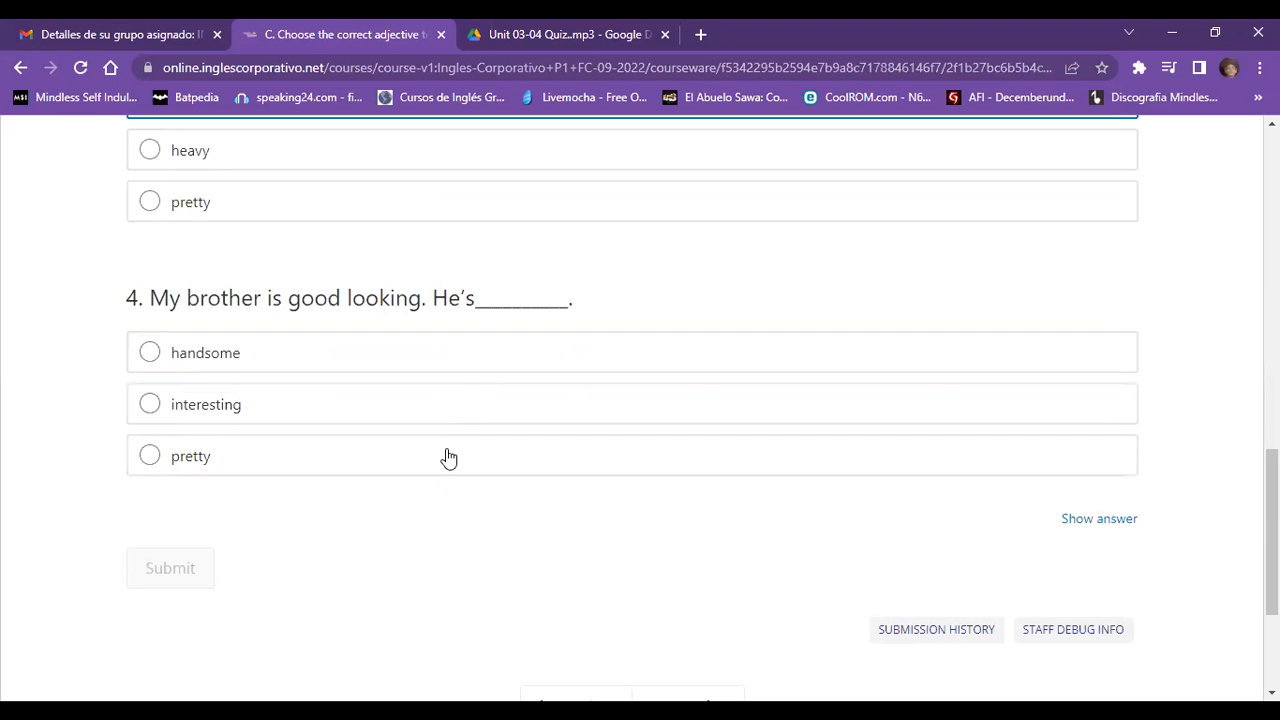 Detalles de su grupo asignado: I
C. Choose the correct adjective t
Unit 03-04 Quiz..mp3 - Google D
online.inglescorporativo.net/courses/course-v1:Ingles-Corporativo+P1+FC-09-2022/courseware/f5342295b2594e7b9a8c7178846146f7/2f1b27bc6b5b4c...
Mindless Self Indul...
Batpedia
speaking24.com - fi...
Cursos de Inglés Gr...
Livemocha - Free O...
El Abuelo Sawa: Co...
CoolROM.com - N6...
AFI - Decemberund...
Discografia Mindles...
»
heavy
pretty
4. My brother is good looking. He's__________.
handsome
interesting
pretty
Show answer
Submit
SUBMISSION HISTORY
STAFF DEBUG INFO